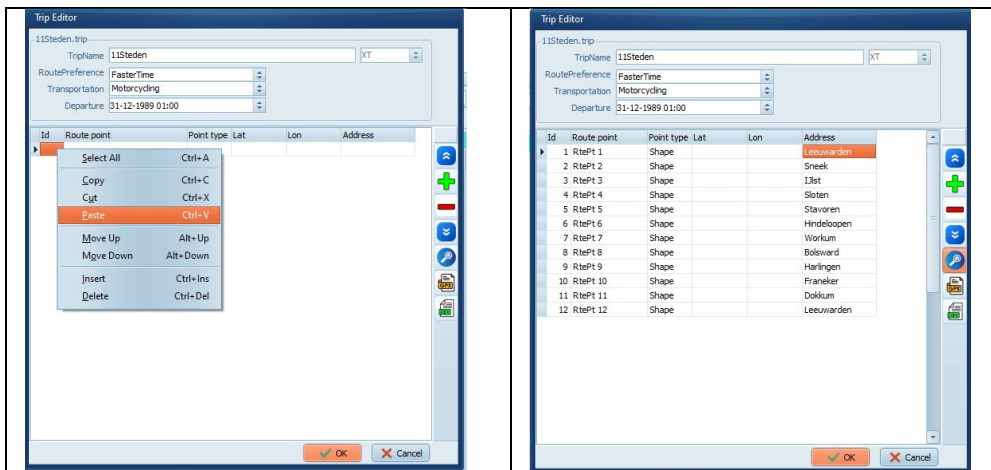 Trip Editor
11Steden.trip
TripName 11Steden XT
RoutePreference FasterTime
Transportation Motorcycling
Departure 31-12-1989 01:00
Id Route point Point type Lat Lon Address
Select All Ctrl+A
Copy Ctrl+C
Cut Ctrl+X
Paste Ctrl+V
Move Up Alt+Up
Move Down Alt+Down
Insert Ctrl+Ins
Delete Ctrl+Del
GPX
CSV
OK Cancel
Trip Editor
11Steden.trip
TripName 11Steden XT
RoutePreference FasterTime
Transportation Motorcycling
Departure 31-12-1989 01:00
Id Route point Point type Lat Lon Address
1 RtePt 1 Shape Leeuwarden
2 RtePt 2 Shape Sneek
3 RtePt 3 Shape IJlst
4 RtePt 4 Shape Sloten
5 RtePt 5 Shape Stavoren
6 RtePt 6 Shape Hindeloopen
7 RtePt 7 Shape Workum
8 RtePt 8 Shape Bolsward
9 RtePt 9 Shape Harlingen
10 RtePt 10 Shape Franeker
11 RtePt 11 Shape Dokkum
12 RtePt 12 Shape Leeuwarden
GPX
CSV
OK Cancel